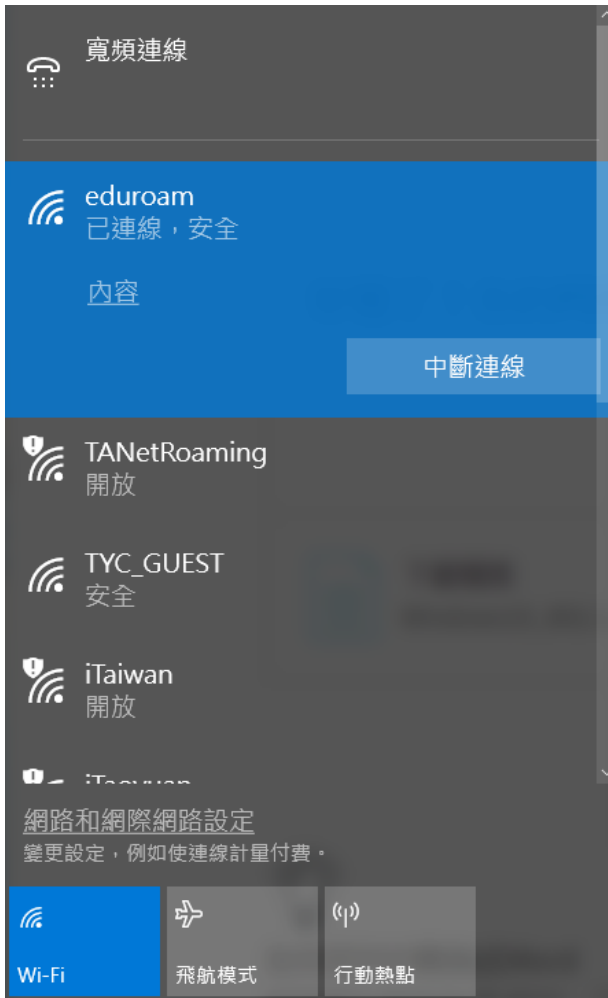 寬頻連線
eduroam
已連線，安全
內容
中斷連線
TANetRoaming
開放
TYC_GUEST
安全
iTaiwan
開放
iTaoyuan
網路和網際網路設定
變更設定，例如使連線計量付費。
Wi-Fi
飛航模式
行動熱點